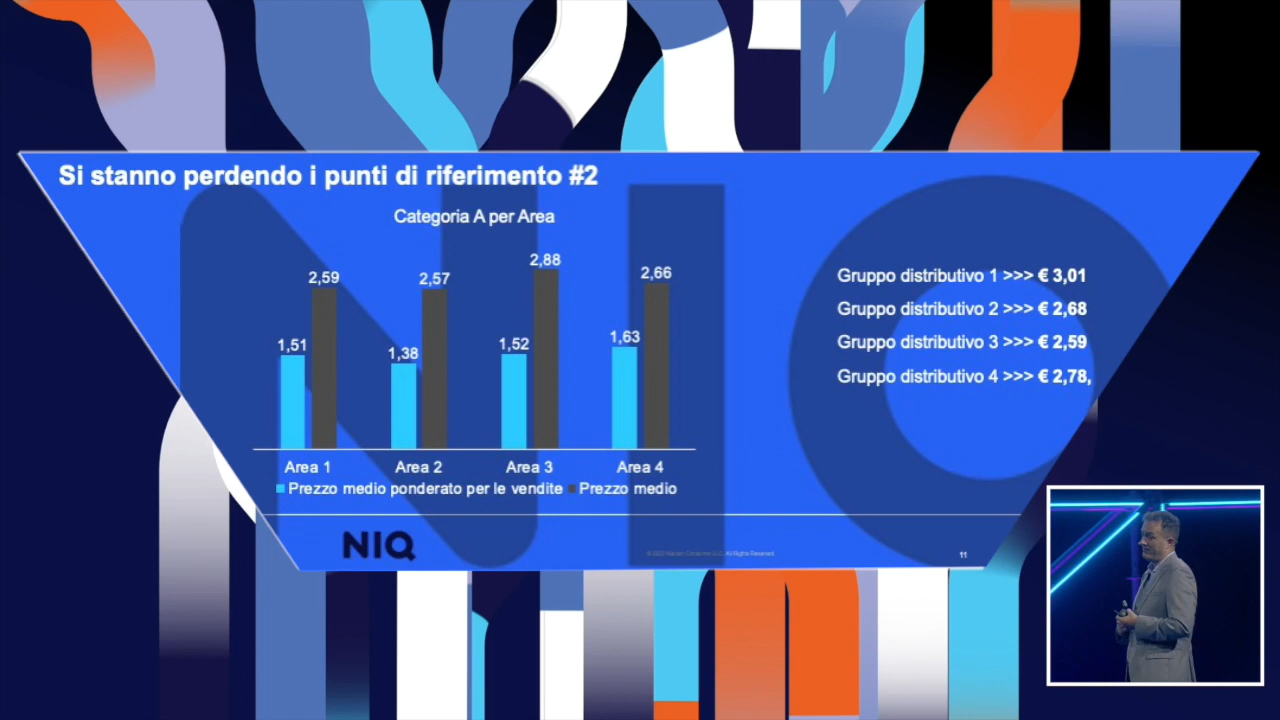 Si stanno perdendo i punti di riferimento #2
Categoria A per Area
2,59
2,57
2,88
2,66
1,51
1,38
1,52
1,63
Area 1 Area 2 Area 3 Area 4
Prezzo medio ponderato per le vendite Prezzo medio
Gruppo distributivo 1 >>> € 3,01
Gruppo distributivo 2 >>> € 2,68
Gruppo distributivo 3 >>> € 2,59
Gruppo distributivo 4 >>> € 2,78,
NIQ
All Rights Reserved.
11